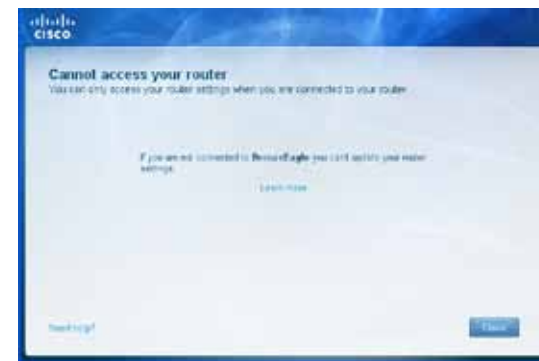 CISCO
Cannot access your router
You can only access your router settings when you are connected to your router
If you are not connected to you can't update your router
settings.
Learn more
Need help?
Close